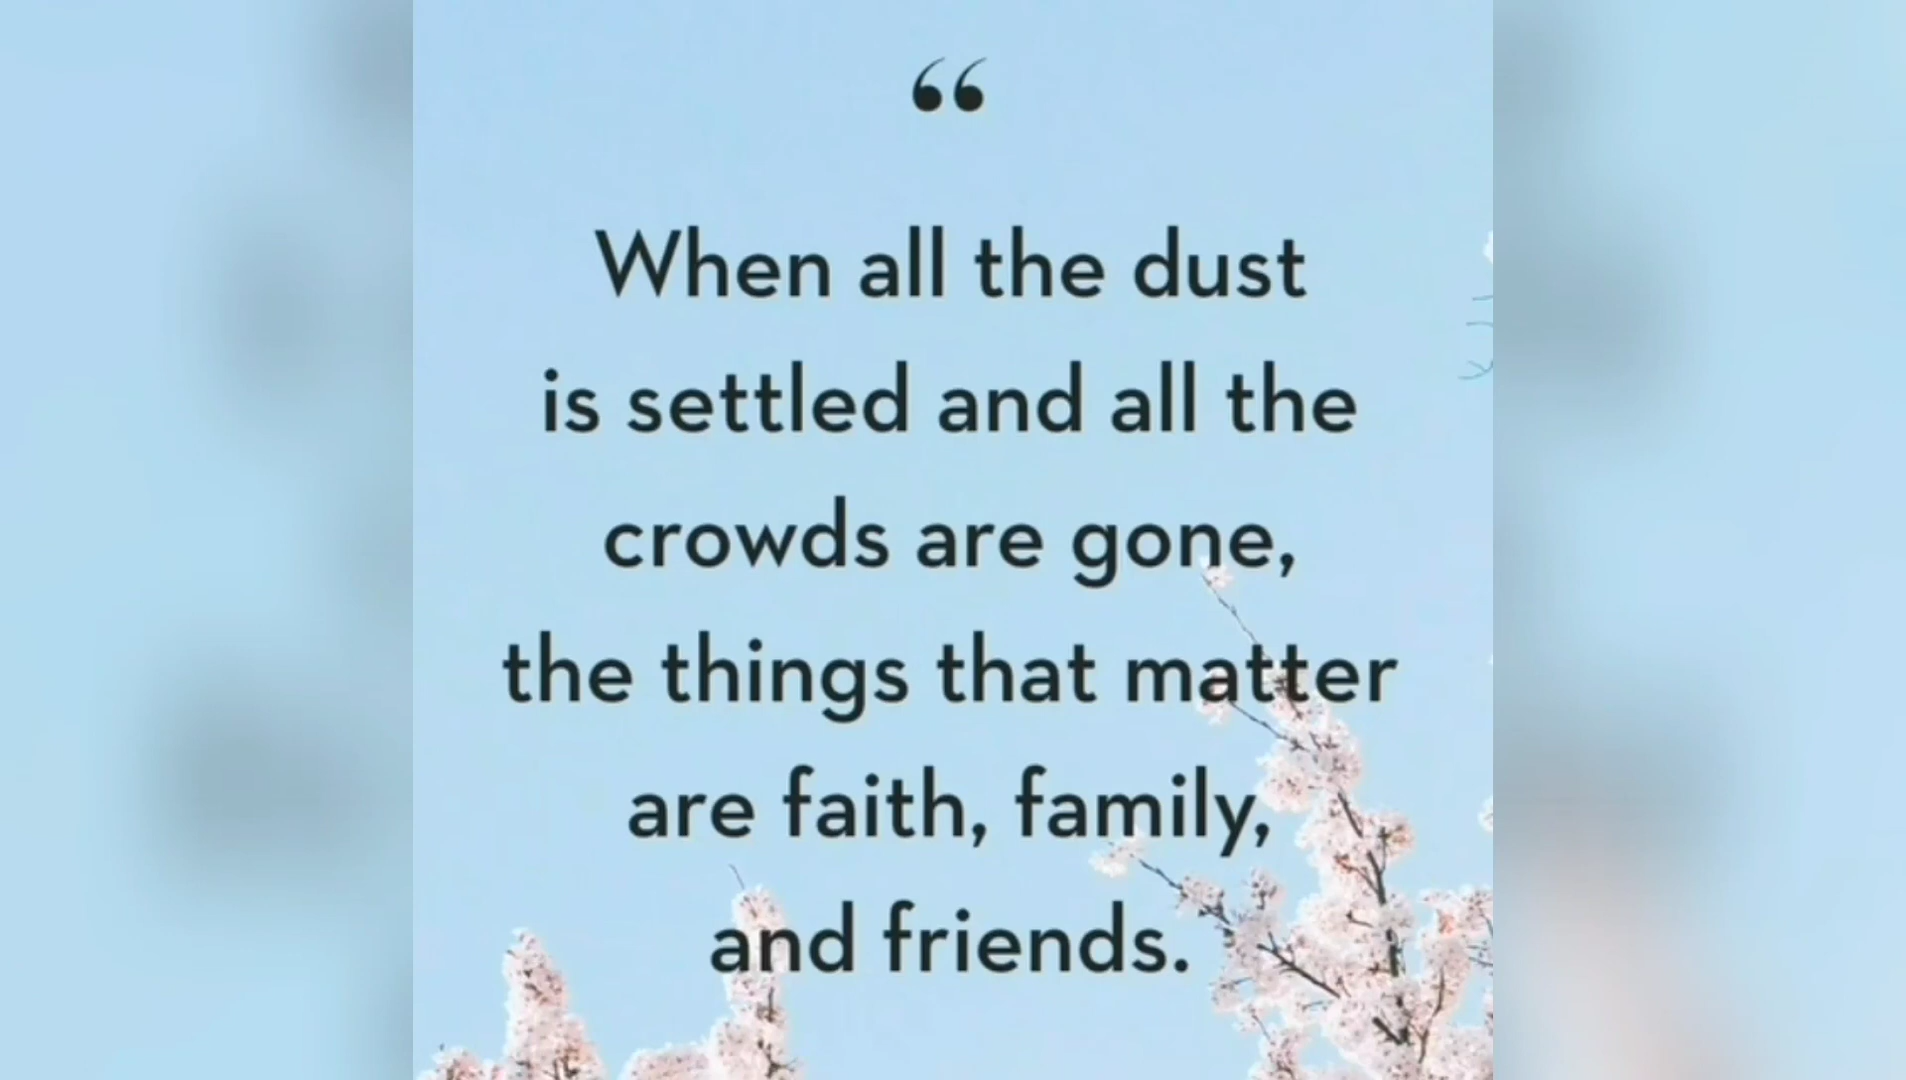 “
When all the dust
is settled and all the
crowds are gone,
the things that matter
are faith, family,
and friends.